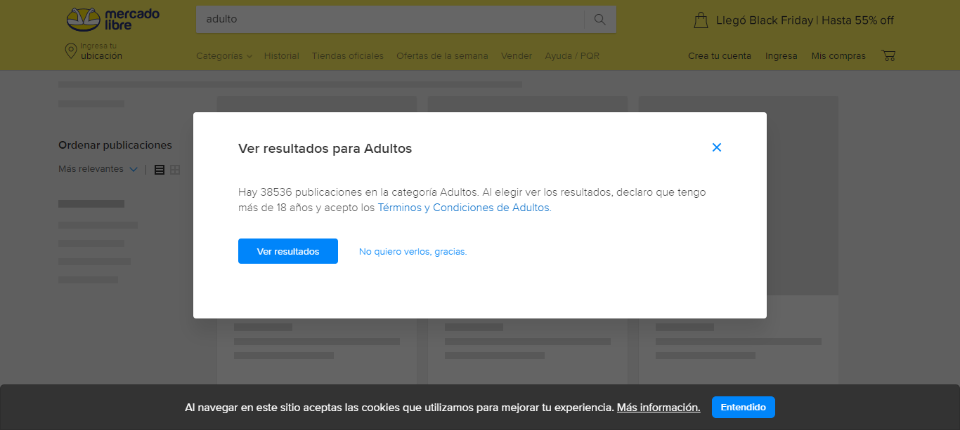 mercado
libre
adulto
Llegó Black Friday | Hasta 55% off
Ingresa tu
ubicación
Categorías Historial Tiendas oficiales Ofertas de la semana Vender Ayuda / PQR
Crea tu cuenta Ingresa Mis compras
Ordenar publicaciones
Más relevantes
Ver resultados para Adultos
Hay 38536 publicaciones en la categoría Adultos. Al elegir ver los resultados, declaro que tengo
más de 18 años y acepto los Términos y Condiciones de Adultos.
Ver resultados No quiero verlos, gracias.
Al navegar en este sitio aceptas las cookies que utilizamos para mejorar tu experiencia. Más información. Entendido